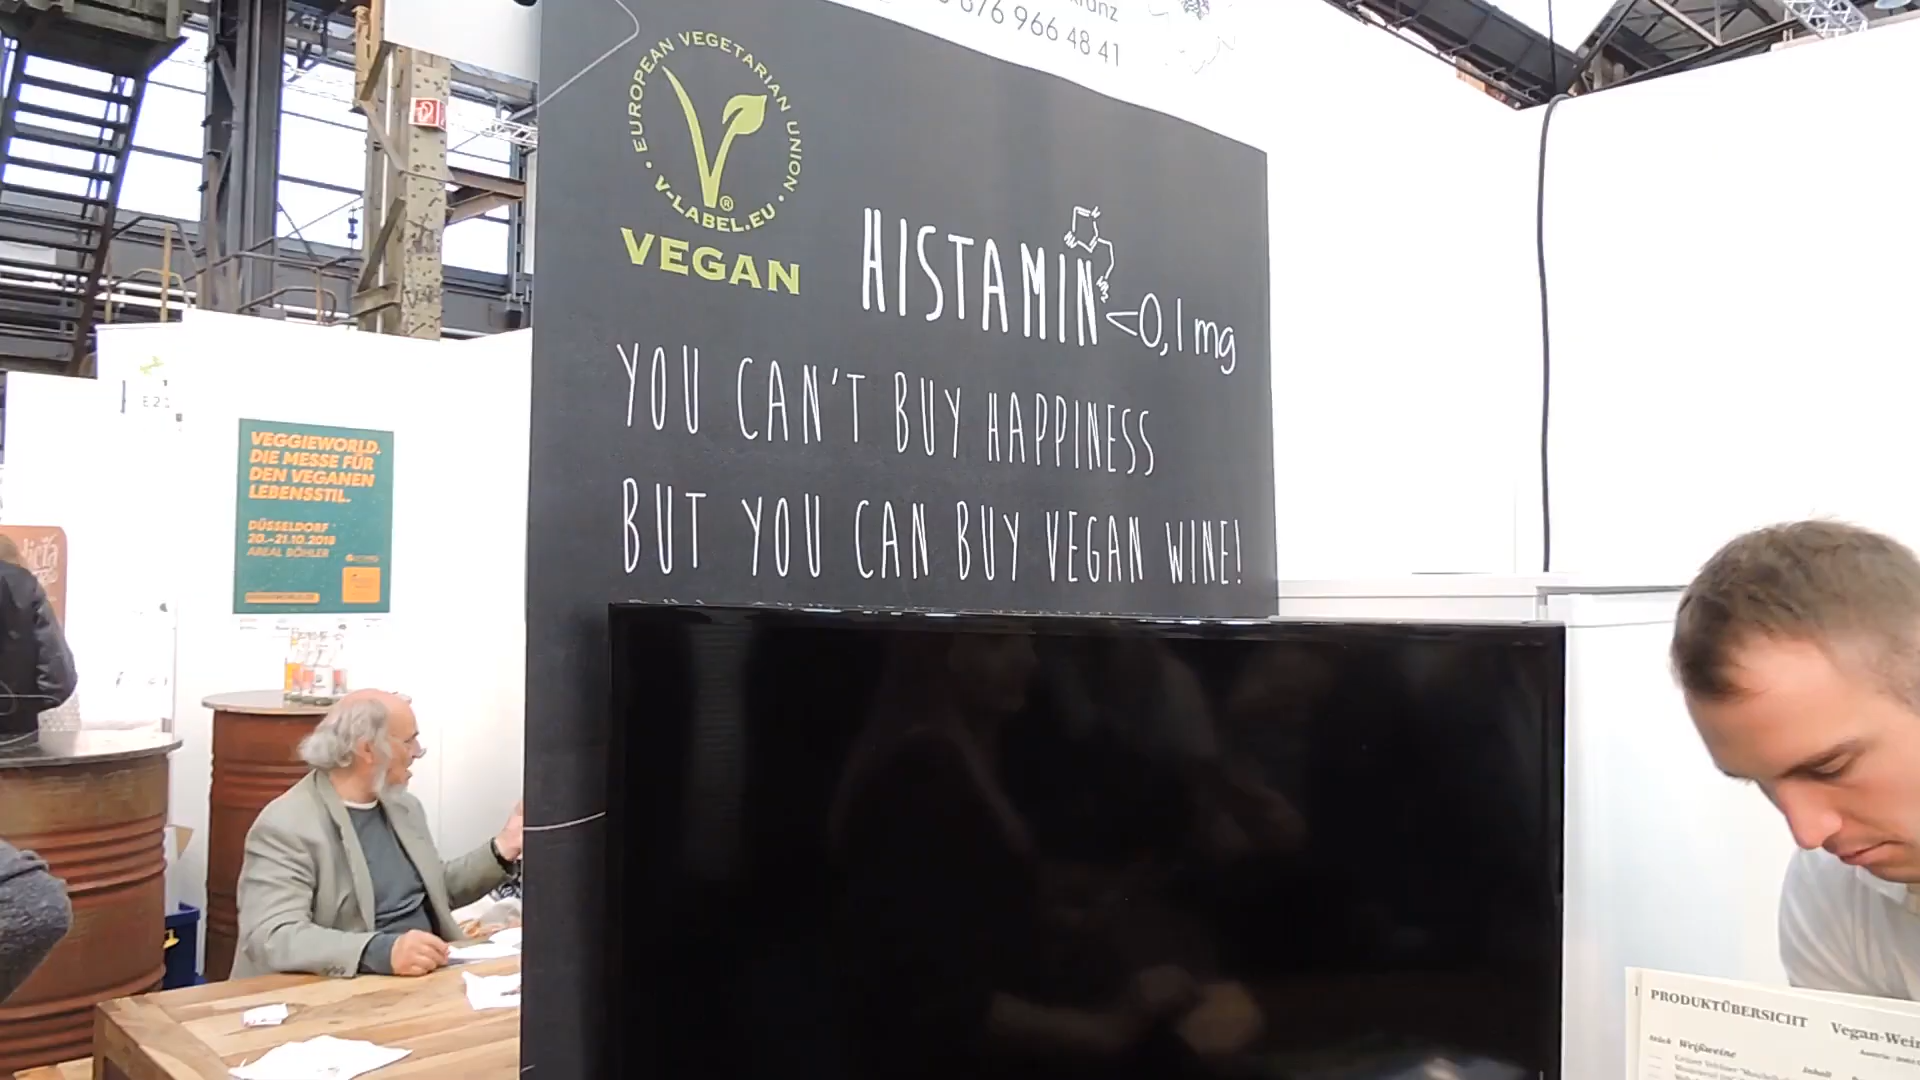 676 966 48 41
· EUROPEAN VEGETARIAN UNION ·
V-LABEL.EU
®
VEGAN
HISTAMIN <0,1 mg
YOU CAN'T BUY HAPPINESS
BUT YOU CAN BUY VEGAN WINE!
VEGGIEWORLD.
DIE MESSE FÜR
DEN VEGANEN
LEBENSSTIL.
DÜSSELDORF
20.–21.10.2018
AREAL BÖHLER
PRODUKTÜBERSICHT
Vegan-Wein
Weißweine
Inhalt